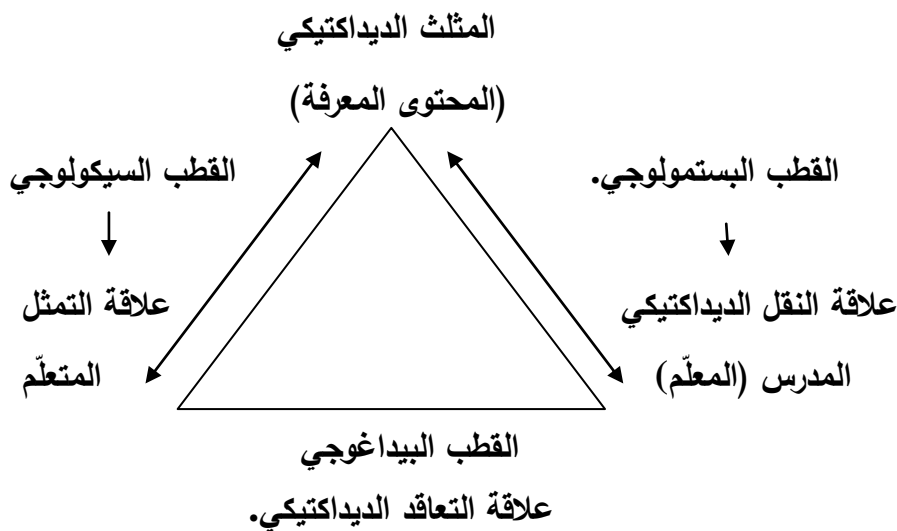 المثلث الديداكتيكي
(المحتوى المعرفة)
القطب البستمولوجي.
القطب السيكولوجي
علاقة النقل الديداكتيكي
علاقة التمثل
المدرس (المعلّم)
المتعلّم
القطب البيداغوجي
علاقة التعاقد الديداكتيكي.